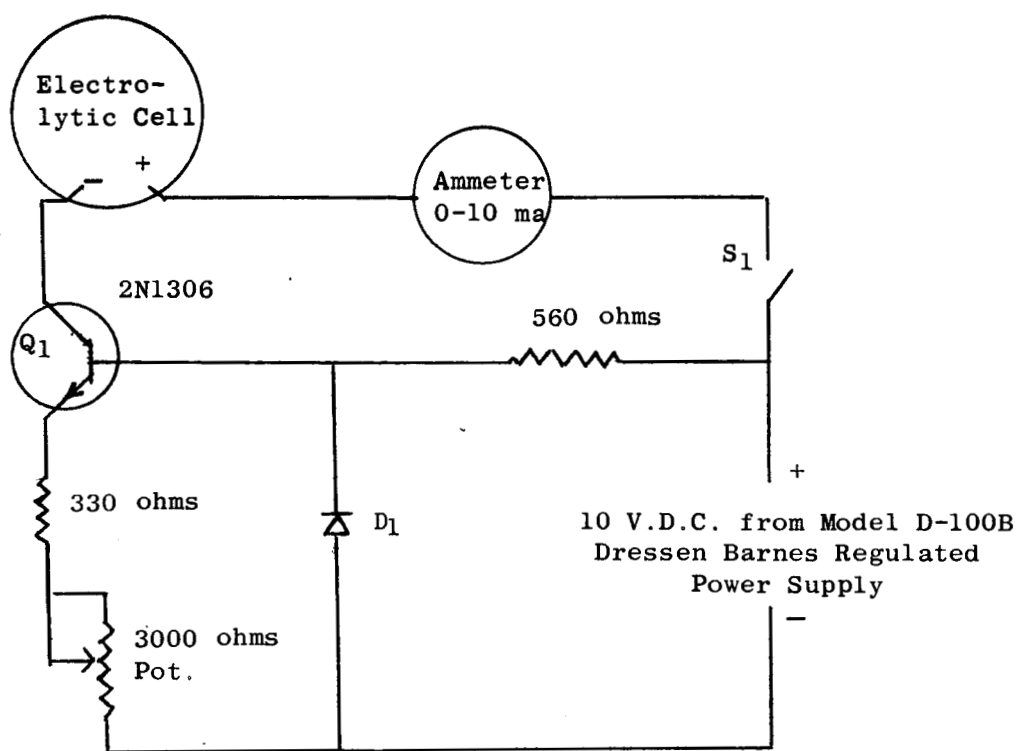 Electro-
lytic Cell
- +
Ammeter
0-10 ma
S1
2N1306
Q1
560 ohms
330 ohms
D1
+
10 V.D.C. from Model D-100B
Dressen Barnes Regulated
Power Supply
-
3000 ohms
Pot.